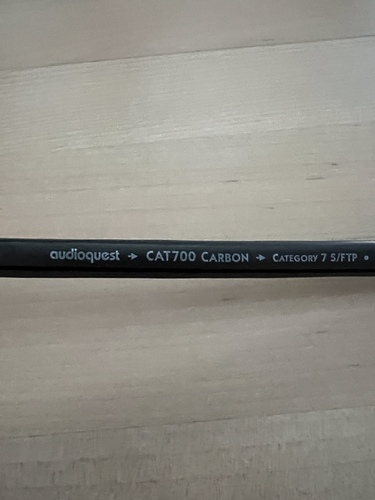 audioquest → CAT700 CARBON → CATEGORY 7 S/FTP ▪